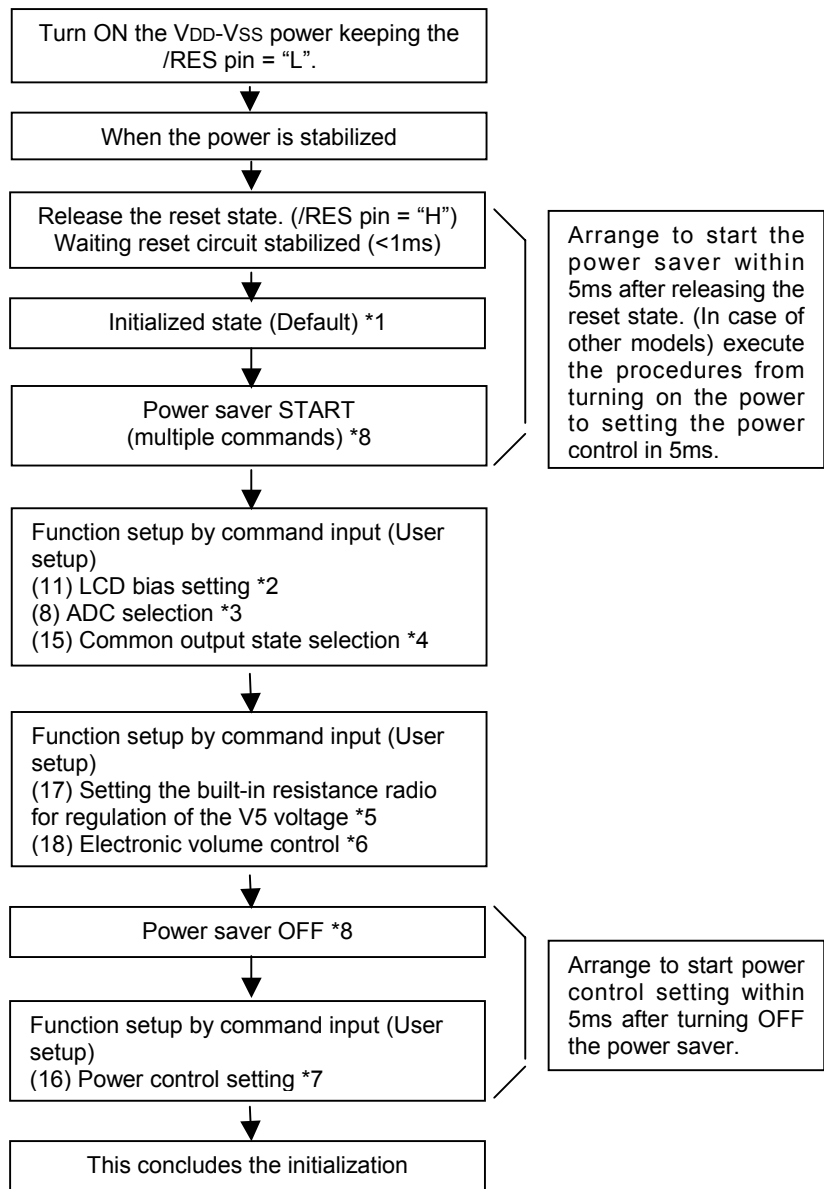 Turn ON the VDD-VSS power keeping the
/RES pin = “L”.
When the power is stabilized
Release the reset state. (/RES pin = “H”)
Waiting reset circuit stabilized (<1ms)
Initialized state (Default) *1
Power saver START
(multiple commands) *8
Arrange to start the
power saver within
5ms after releasing the
reset state. (In case of
other models) execute
the procedures from
turning on the power
to setting the power
control in 5ms.
Function setup by command input (User
setup)
(11) LCD bias setting *2
(8) ADC selection *3
(15) Common output state selection *4
Function setup by command input (User
setup)
(17) Setting the built-in resistance radio
for regulation of the V5 voltage *5
(18) Electronic volume control *6
Power saver OFF *8
Function setup by command input (User
setup)
(16) Power control setting *7
Arrange to start power
control setting within
5ms after turning OFF
the power saver.
This concludes the initialization